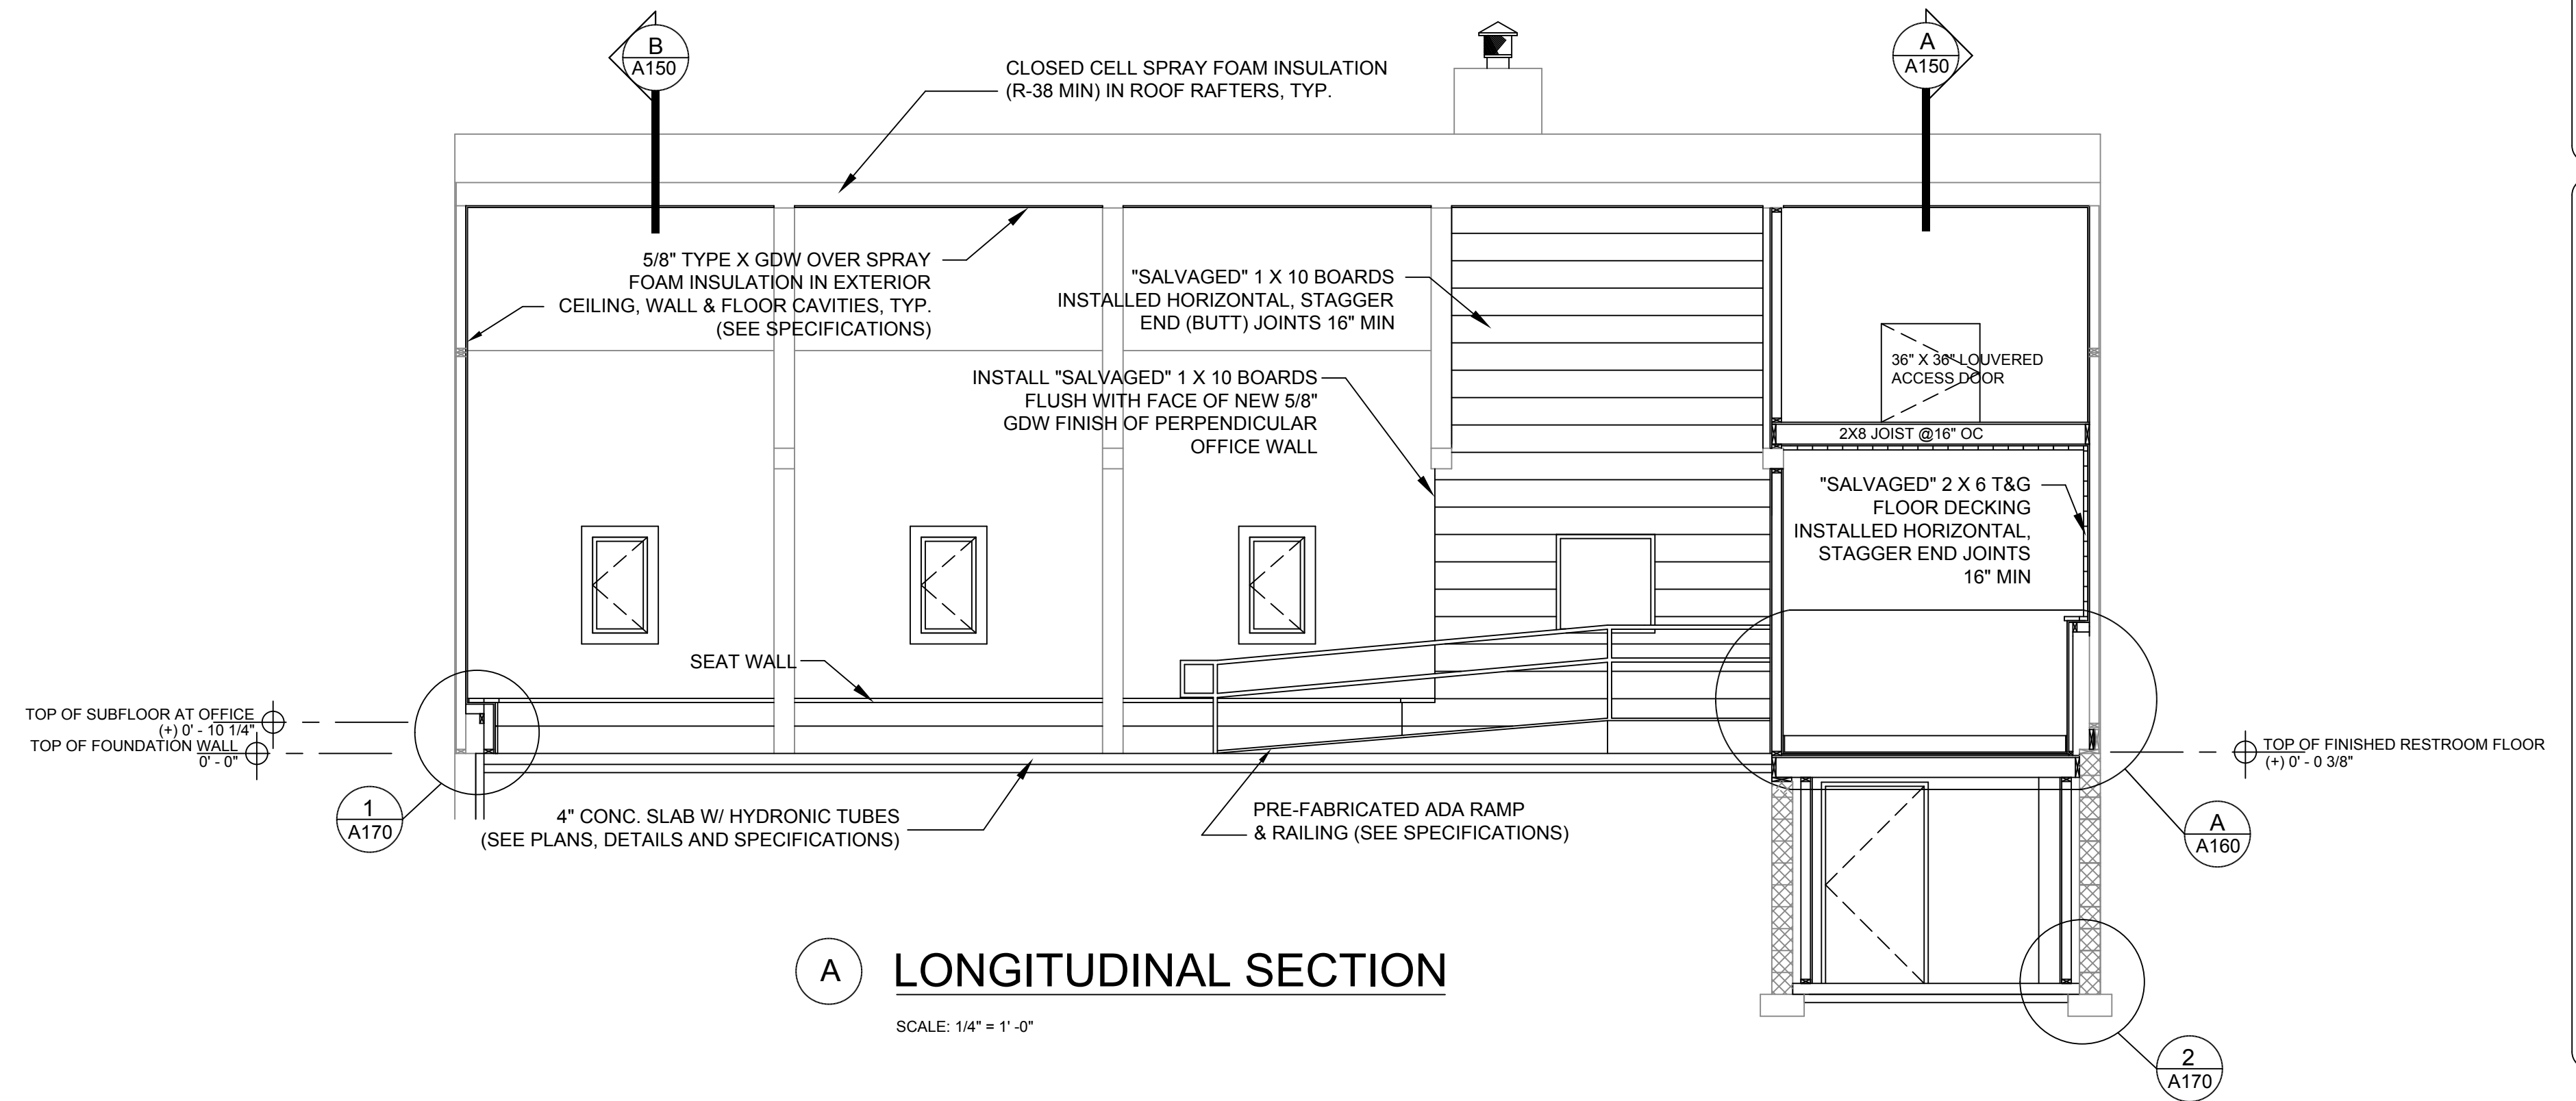 B
A150
A
A150
CLOSED CELL SPRAY FOAM INSULATION
(R-38 MIN) IN ROOF RAFTERS, TYP.
5/8" TYPE X GDW OVER SPRAY
FOAM INSULATION IN EXTERIOR
CEILING, WALL & FLOOR CAVITIES, TYP.
(SEE SPECIFICATIONS)
"SALVAGED" 1 X 10 BOARDS
INSTALLED HORIZONTAL, STAGGER
END (BUTT) JOINTS 16" MIN
INSTALL "SALVAGED" 1 X 10 BOARDS
FLUSH WITH FACE OF NEW 5/8"
GDW FINISH OF PERPENDICULAR
OFFICE WALL
36" X 36" LOUVERED
ACCESS DOOR
2X8 JOIST @16" OC
"SALVAGED" 2 X 6 T&G
FLOOR DECKING
INSTALLED HORIZONTAL,
STAGGER END JOINTS
16" MIN
SEAT WALL
TOP OF SUBFLOOR AT OFFICE
(+) 0' - 10 1/4"
TOP OF FOUNDATION WALL
0' - 0"
TOP OF FINISHED RESTROOM FLOOR
(+) 0' - 0 3/8"
1
A170
4" CONC. SLAB W/ HYDRONIC TUBES
(SEE PLANS, DETAILS AND SPECIFICATIONS)
PRE-FABRICATED ADA RAMP
& RAILING (SEE SPECIFICATIONS)
A
A160
A
LONGITUDINAL SECTION
SCALE: 1/4" = 1' -0"
2
A170